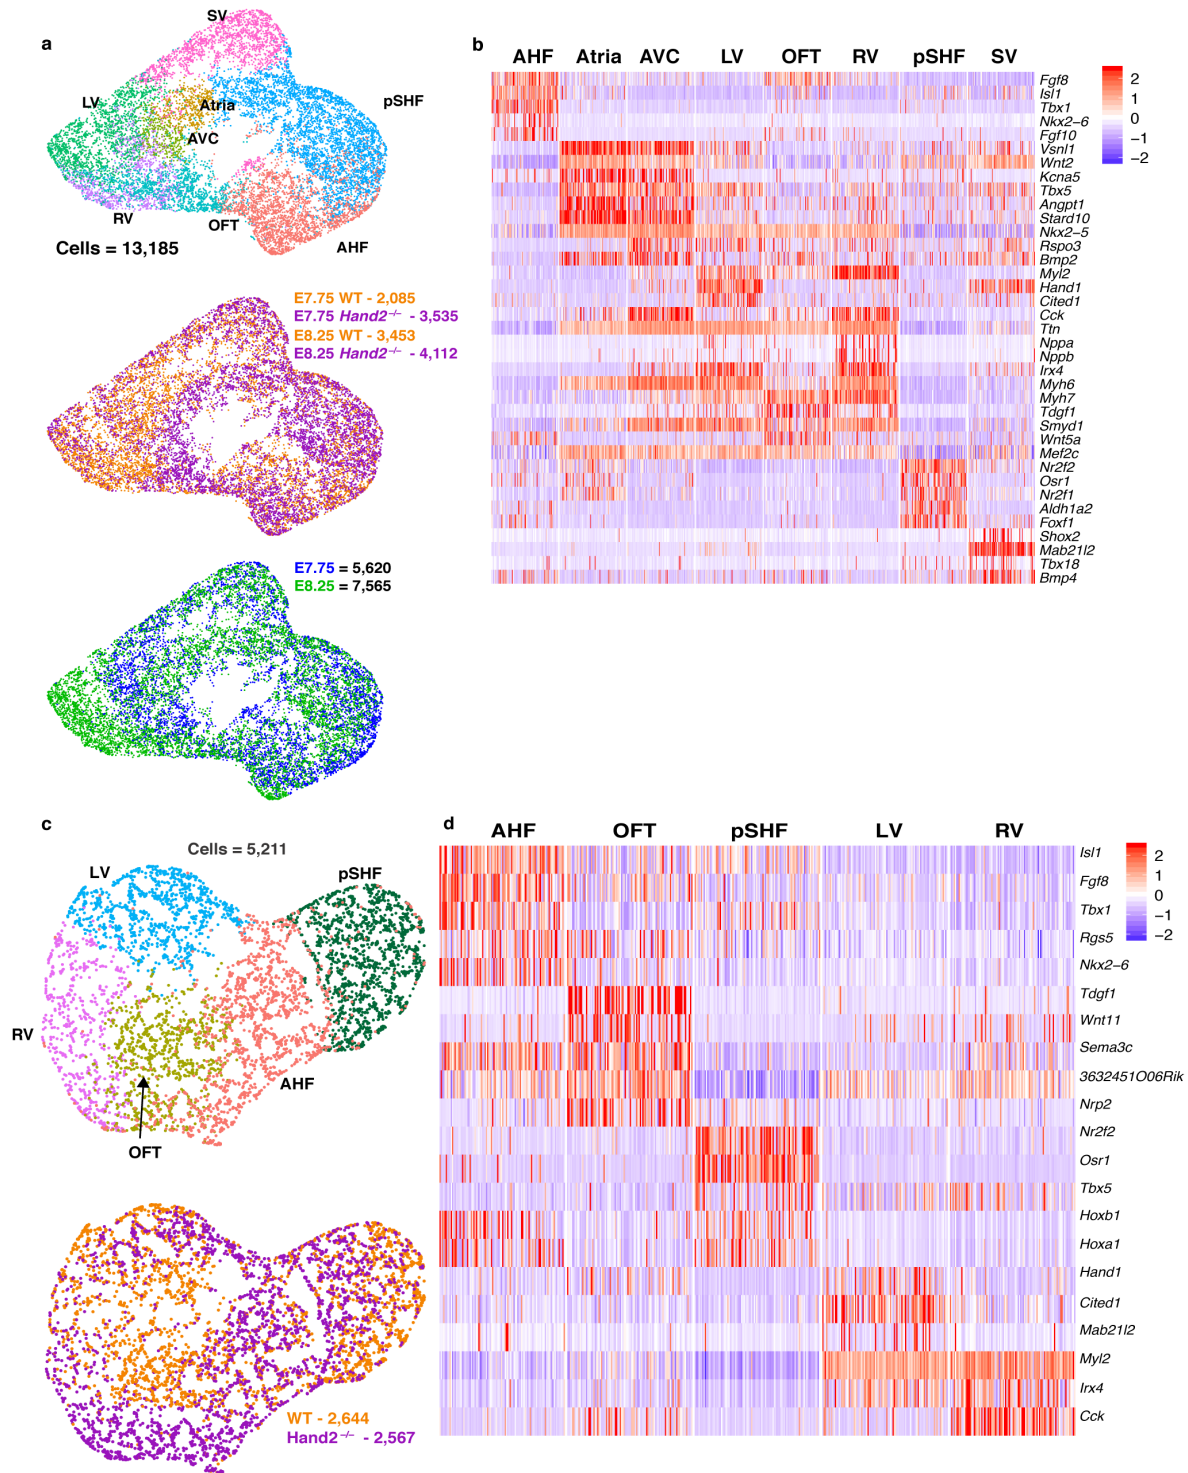 a
SV
LV
Atria
pSHF
AVC
RV
OFT
AHF
Cells = 13,185
E7.75 WT - 2,085
E7.75 Hand2−/− - 3,535
E8.25 WT - 3,453
E8.25 Hand2−/− - 4,112
E7.75 = 5,620
E8.25 = 7,565
b
AHF Atria AVC LV OFT RV pSHF SV
Fgf8
Isl1
Tbx1
Nkx2−6
Fgf10
Vsnl1
Wnt2
Kcna5
Tbx5
Angpt1
Stard10
Nkx2−5
Rspo3
Bmp2
Myl2
Hand1
Cited1
Cck
Ttn
Nppa
Nppb
Irx4
Myh6
Myh7
Tdgf1
Smyd1
Wnt5a
Mef2c
Nr2f2
Osr1
Nr2f1
Aldh1a2
Foxf1
Shox2
Mab21l2
Tbx18
Bmp4
2
1
0
−1
−2
c
Cells = 5,211
LV
pSHF
RV
AHF
OFT
WT - 2,644
Hand2−/− - 2,567
d
AHF OFT pSHF LV RV
Isl1
Fgf8
Tbx1
Rgs5
Nkx2−6
Tdgf1
Wnt11
Sema3c
3632451O06Rik
Nrp2
Nr2f2
Osr1
Tbx5
Hoxb1
Hoxa1
Hand1
Cited1
Mab21l2
Myl2
Irx4
Cck
2
1
0
−1
−2